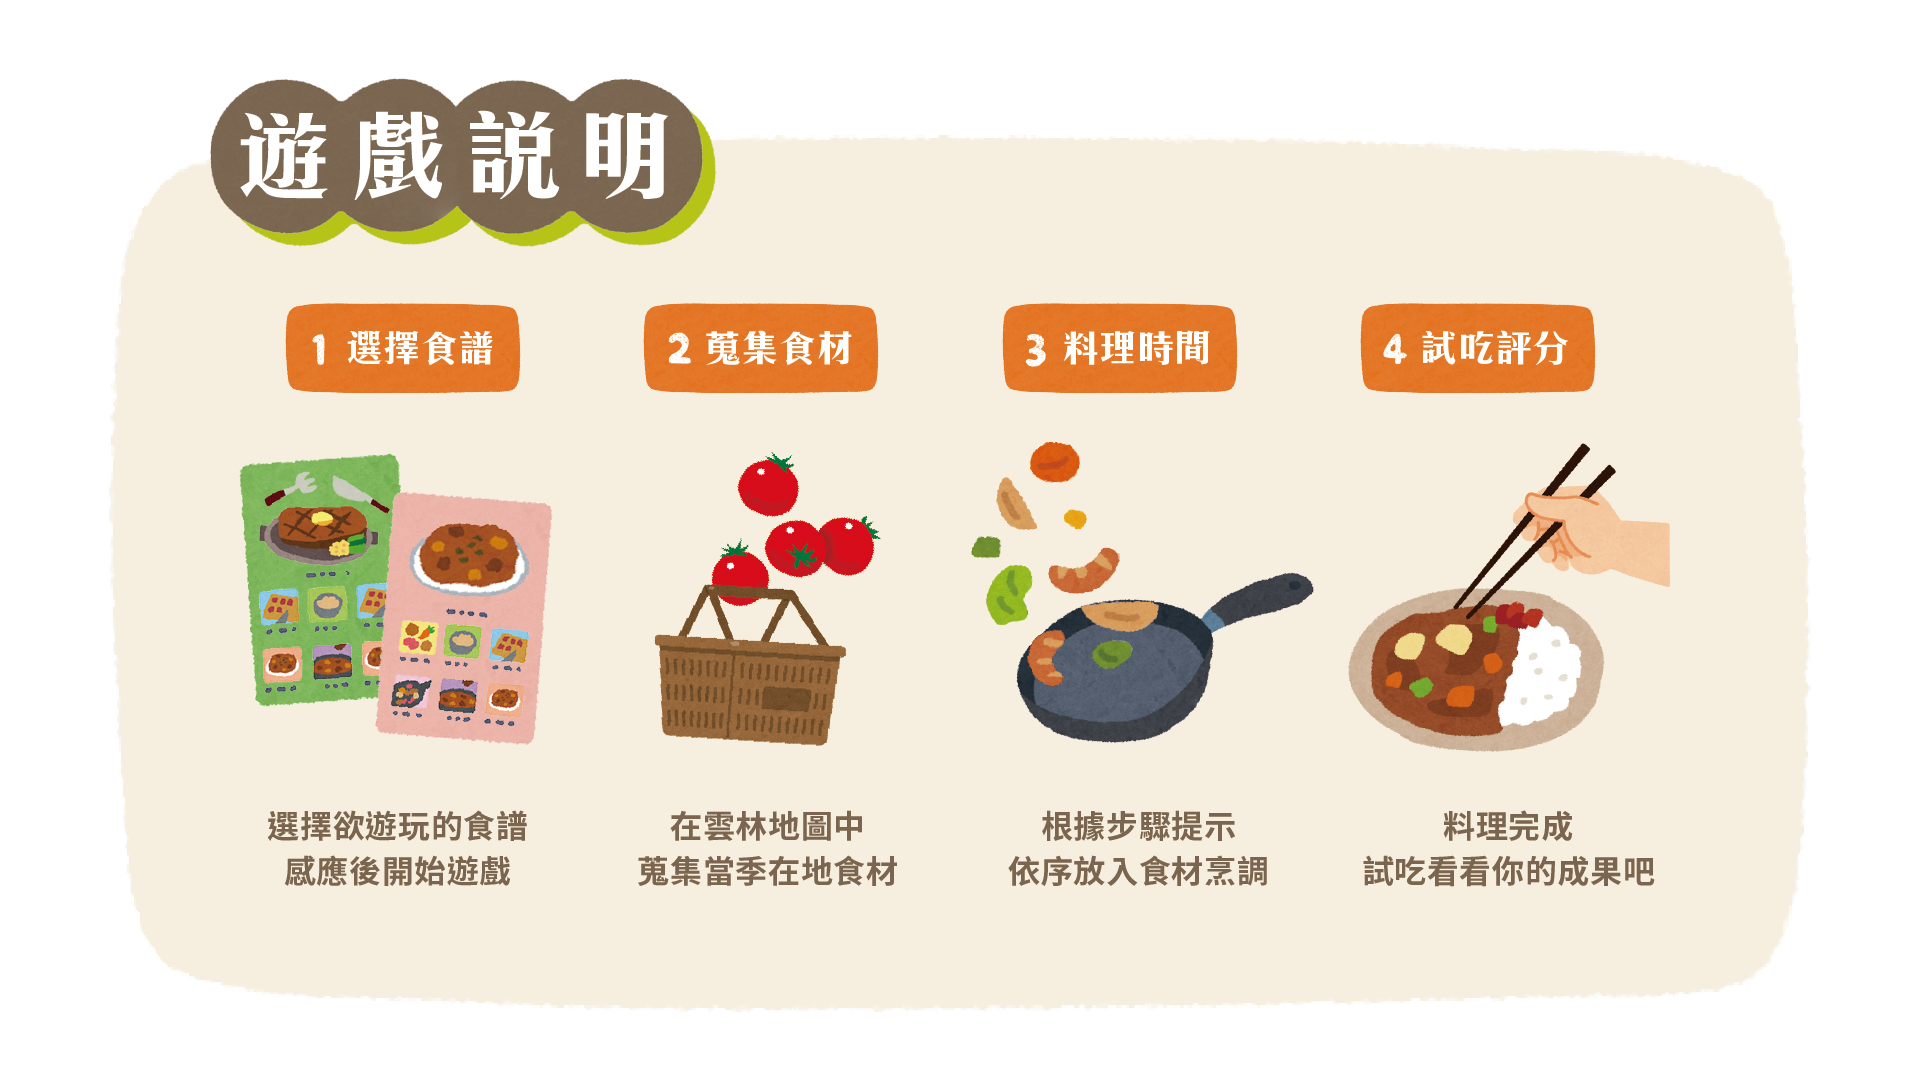 遊戲説明
1 選擇食譜
選擇欲遊玩的食譜
感應後開始遊戲
2 蒐集食材
在雲林地圖中
蒐集當季在地食材
3 料理時間
根據步驟提示
依序放入食材烹調
4 試吃評分
料理完成
試吃看看你的成果吧